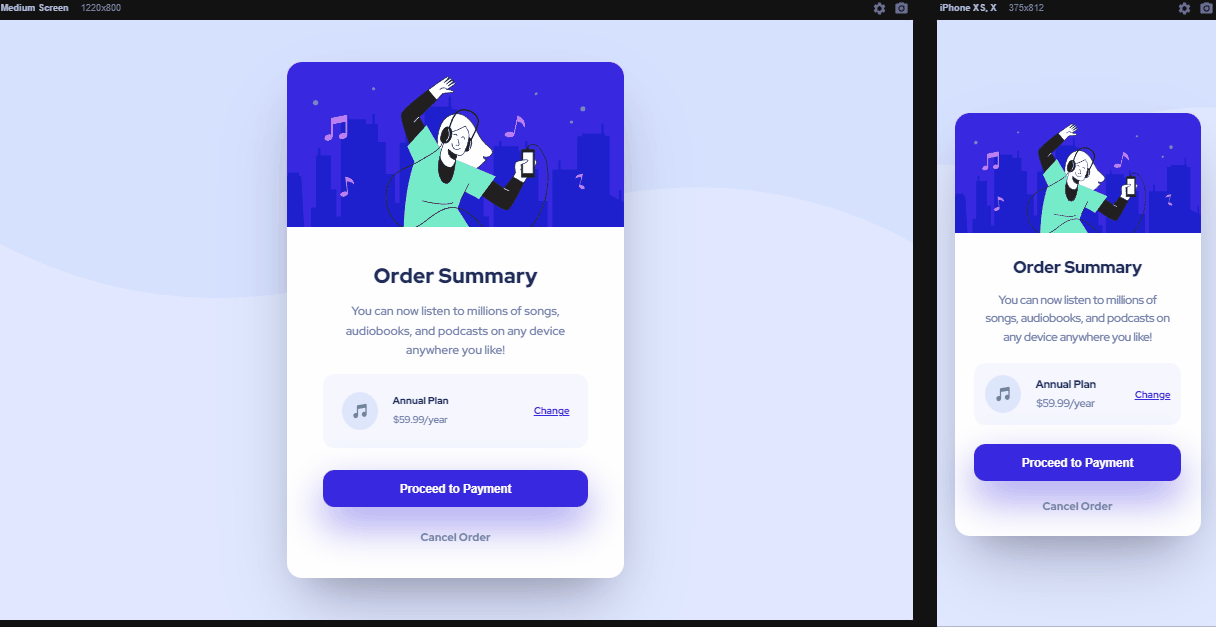 Medium Screen 1220x800
Order Summary
You can now listen to millions of songs,
audiobooks, and podcasts on any device
anywhere you like!
Annual Plan
$59.99/year
Change
Proceed to Payment
Cancel Order
iPhone XS, X 375x812
Order Summary
You can now listen to millions of
songs, audiobooks, and podcasts on
any device anywhere you like!
Annual Plan
$59.99/year
Change
Proceed to Payment
Cancel Order